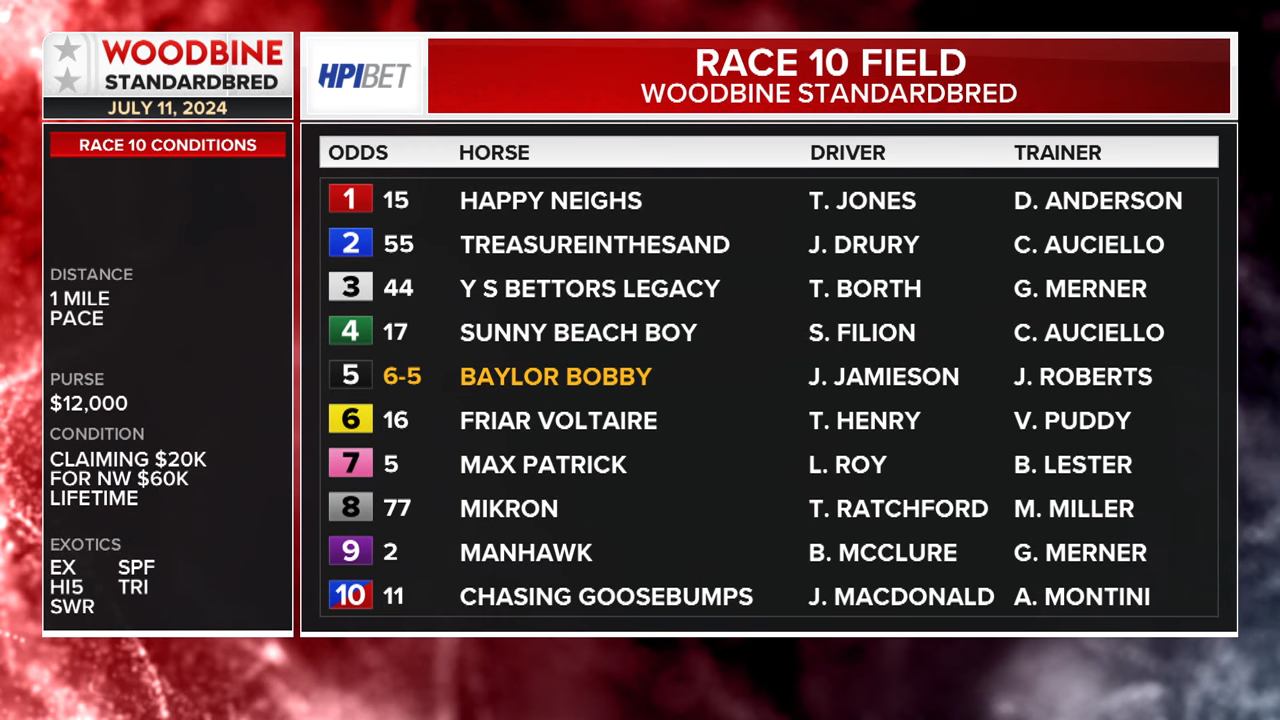 WOODBINE
STANDARDBRED
JULY 11, 2024
HPIBET
RACE 10 FIELD
WOODBINE STANDARDBRED
RACE 10 CONDITIONS
DISTANCE
1 MILE
PACE
PURSE
$12,000
CONDITION
CLAIMING $20K
FOR NW $60K
LIFETIME
EXOTICS
EX SPF
HI5 TRI
SWR
ODDS HORSE DRIVER TRAINER
1 15 HAPPY NEIGHS T. JONES D. ANDERSON
2 55 TREASUREINTHESAND J. DRURY C. AUCIELLO
3 44 Y S BETTORS LEGACY T. BORTH G. MERNER
4 17 SUNNY BEACH BOY S. FILION C. AUCIELLO
5 6-5 BAYLOR BOBBY J. JAMIESON J. ROBERTS
6 16 FRIAR VOLTAIRE T. HENRY V. PUDDY
7 5 MAX PATRICK L. ROY B. LESTER
8 77 MIKRON T. RATCHFORD M. MILLER
9 2 MANHAWK B. MCCLURE G. MERNER
10 11 CHASING GOOSEBUMPS J. MACDONALD A. MONTINI